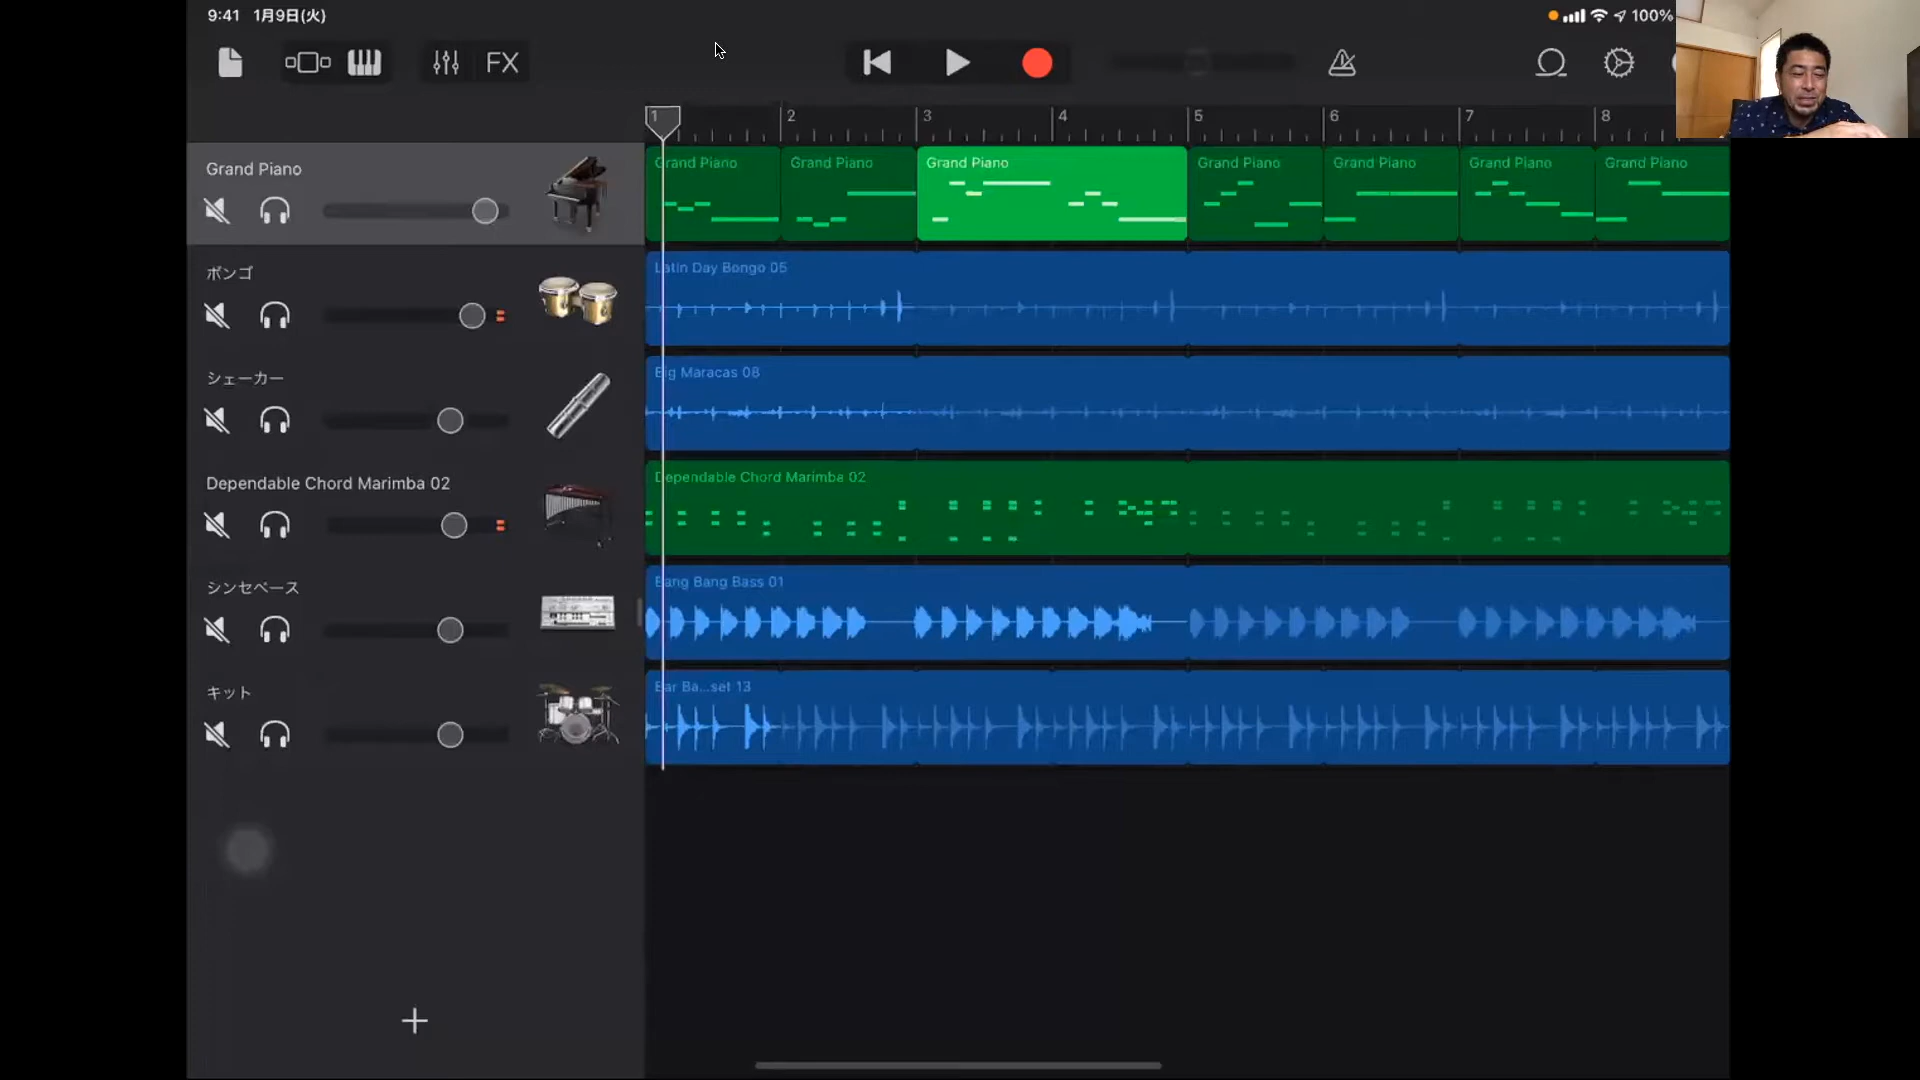 9:41 1月9日(火)
100%
FX
1 2 3 4 5 6 7 8
Grand Piano
Grand Piano Grand Piano Grand Piano Grand Piano Grand Piano Grand Piano Grand Piano
ボンゴ
Latin Day Bongo 05
シェーカー
Big Maracas 08
Dependable Chord Marimba 02
Dependable Chord Marimba 02
シンセベース
Bang Bang Bass 01
キット
Ear Ba...set 13